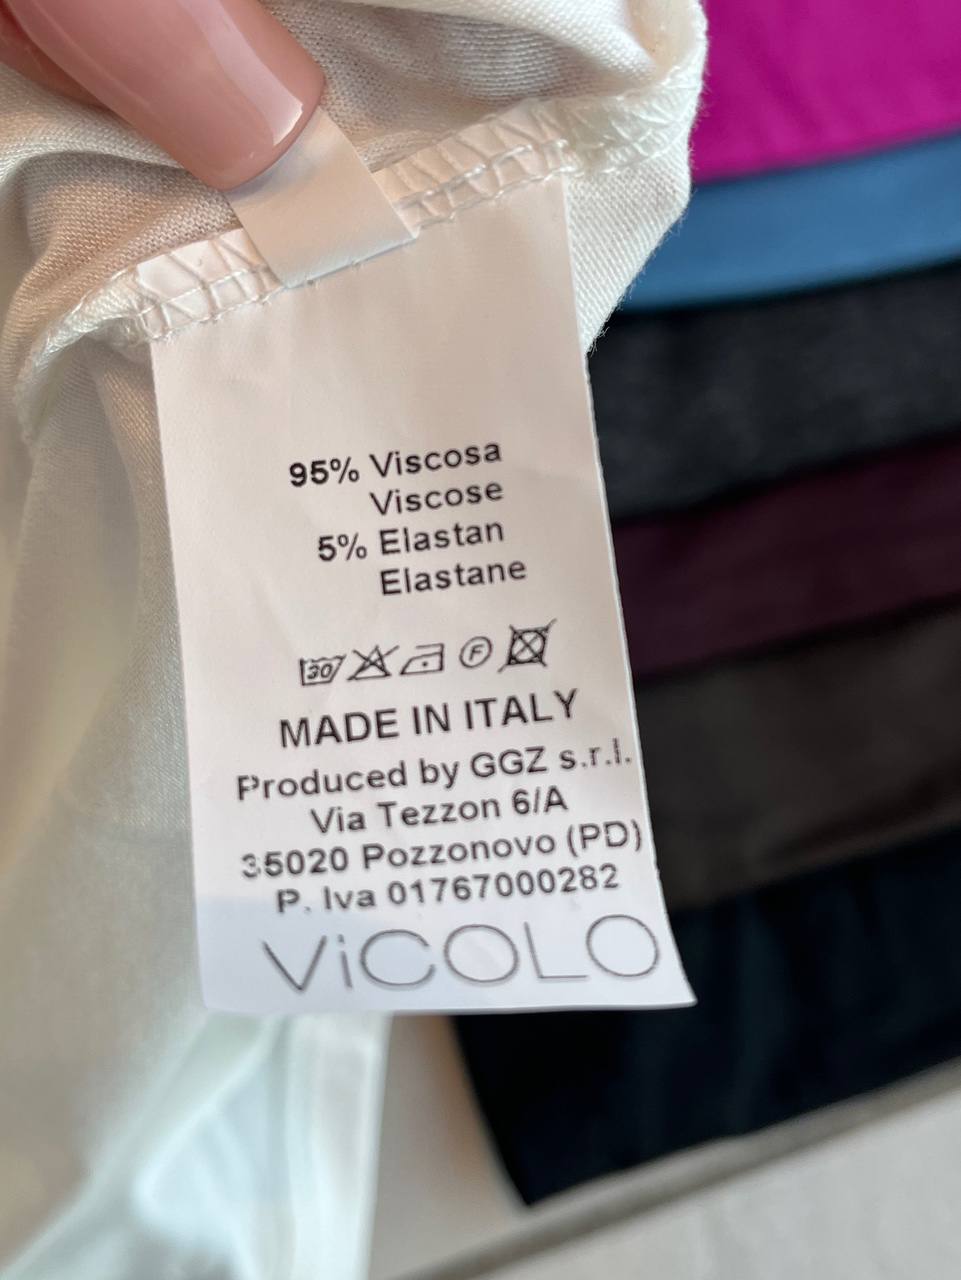 95% Viscosa
Viscose
5% Elastan
Elastane
30 F
MADE IN ITALY
Produced by GGZ s.r.l.
Via Tezzon 6/A
35020 Pozzonovo (PD)
P. Iva 01767000282
ViCOLO